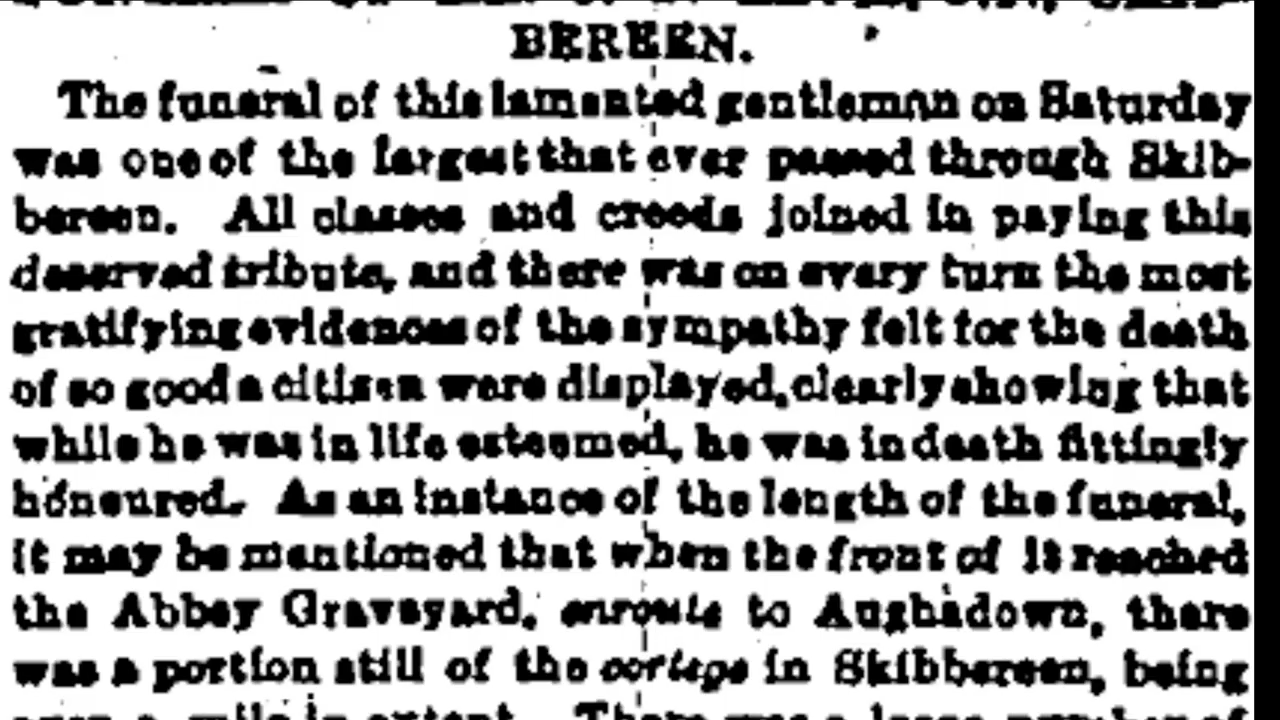 BEREEN.
The funeral of this lamented gentleman on Saturday
was one of the largest that ever passed through Skib-
bereen. All classes and creeds joined in paying this
deserved tribute, and there was on every turn the most
gratifying evidences of the sympathy felt for the death
of so good a citizen were displayed, clearly showing that
while he was in life esteemed, he was in death fittingly
honoured. As an instance of the length of the funeral,
it may be mentioned that when the front of it reached
the Abbey Graveyard, enroute to Aughadown, there
was a portion still of the cortege in Skibbereen, being